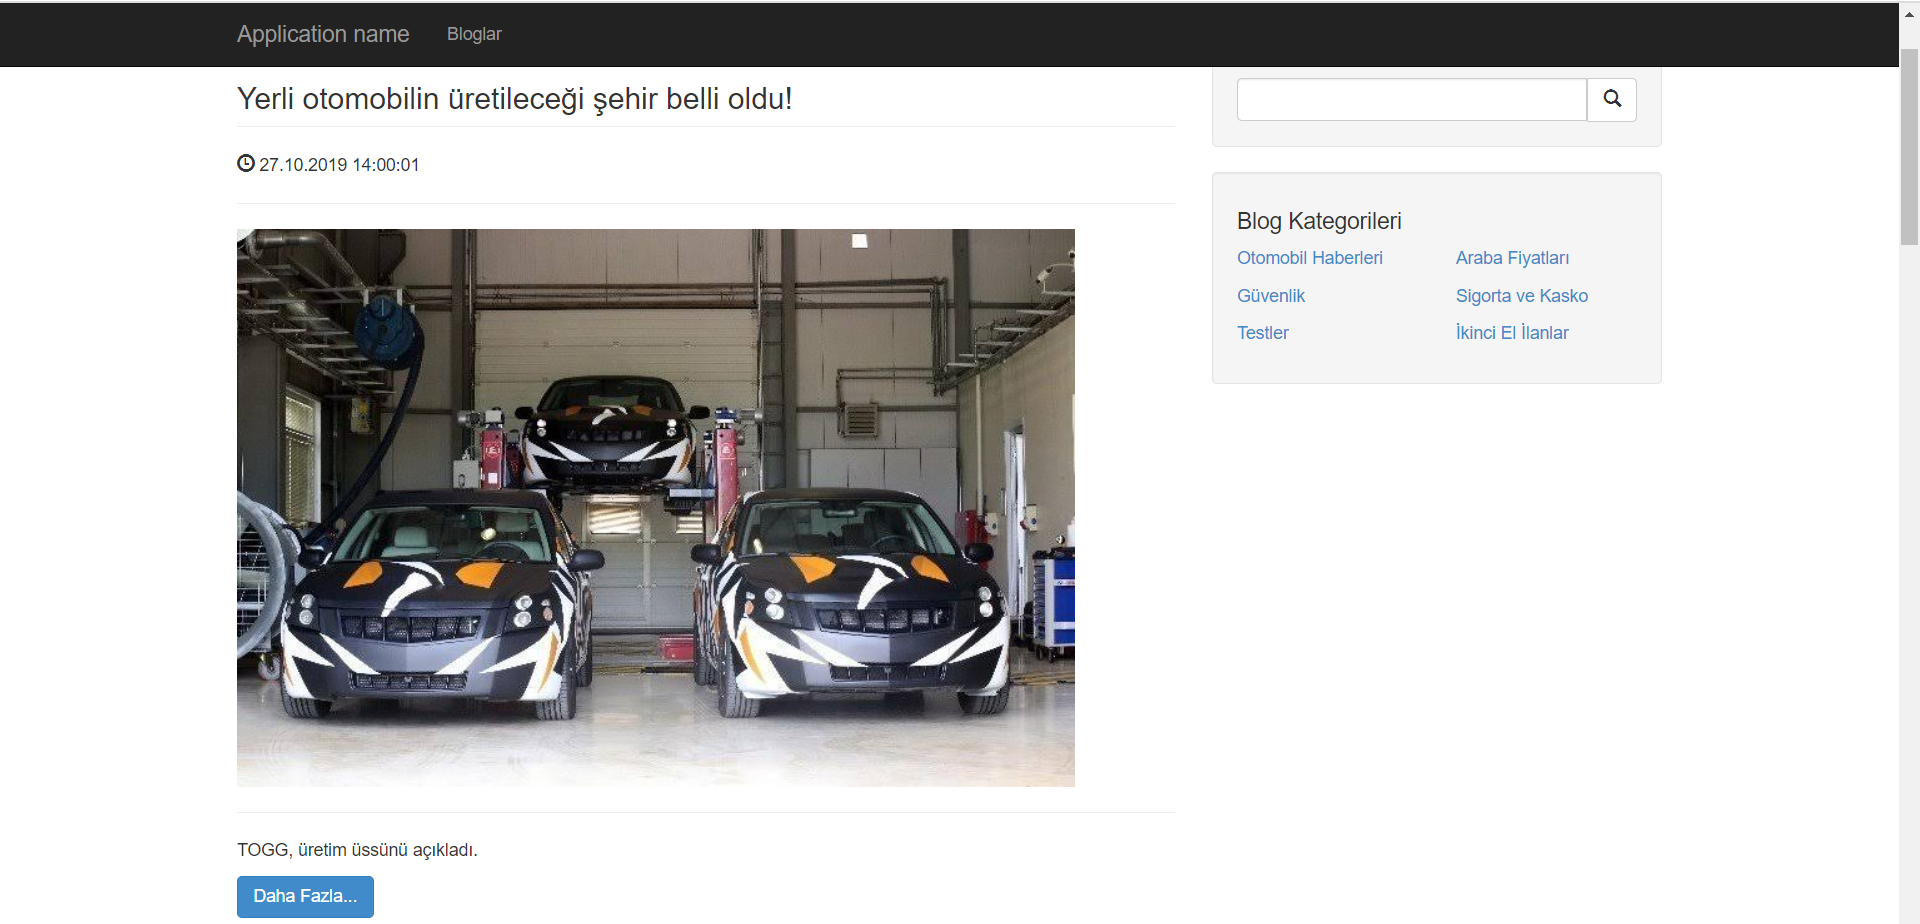 Application name
Bloglar
Yerli otomobilin üretileceği şehir belli oldu!
27.10.2019 14:00:01
TOGG, üretim üssünü açıkladı.
Daha Fazla...
Blog Kategorileri
Otomobil Haberleri
Araba Fiyatları
Güvenlik
Sigorta ve Kasko
Testler
İkinci El İlanlar